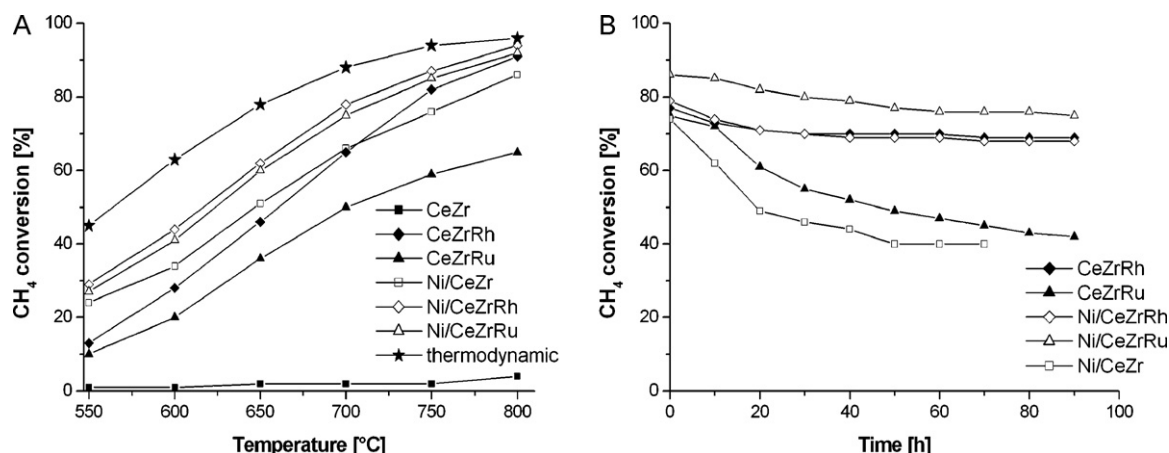 A
CH₄ conversion [%]
100
80
60
40
20
0
550 600 650 700 750 800
Temperature [°C]
CeZr
CeZrRh
CeZrRu
Ni/CeZr
Ni/CeZrRh
Ni/CeZrRu
thermodynamic
B
CH₄ conversion [%]
100
80
60
40
20
0
0 20 40 60 80 100
Time [h]
CeZrRh
CeZrRu
Ni/CeZrRh
Ni/CeZrRu
Ni/CeZr